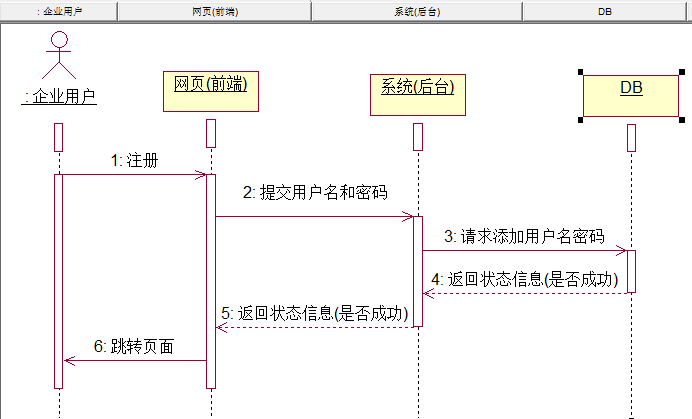 : 企业用户
网页(前端)
系统(后台)
DB
: 企业用户
网页(前端)
系统(后台)
DB
1: 注册
2: 提交用户名和密码
3: 请求添加用户名密码
4: 返回状态信息(是否成功)
5: 返回状态信息(是否成功)
6: 跳转页面